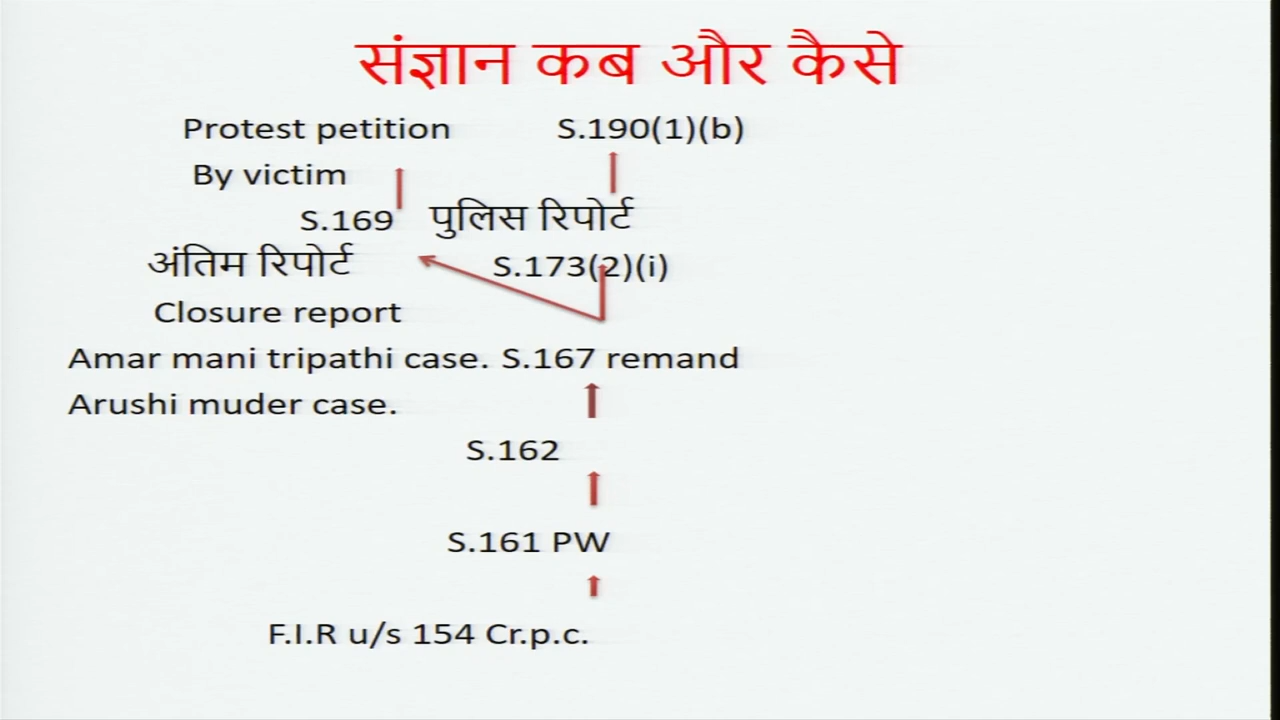 संज्ञान कब और कैसे
Protest petition S.190(1)(b)
By victim
S.169 पुलिस रिपोर्ट
अंतिम रिपोर्ट S.173(2)(i)
Closure report
Amar mani tripathi case. S.167 remand
Arushi muder case.
S.162
S.161 PW
F.I.R u/s 154 Cr.p.c.